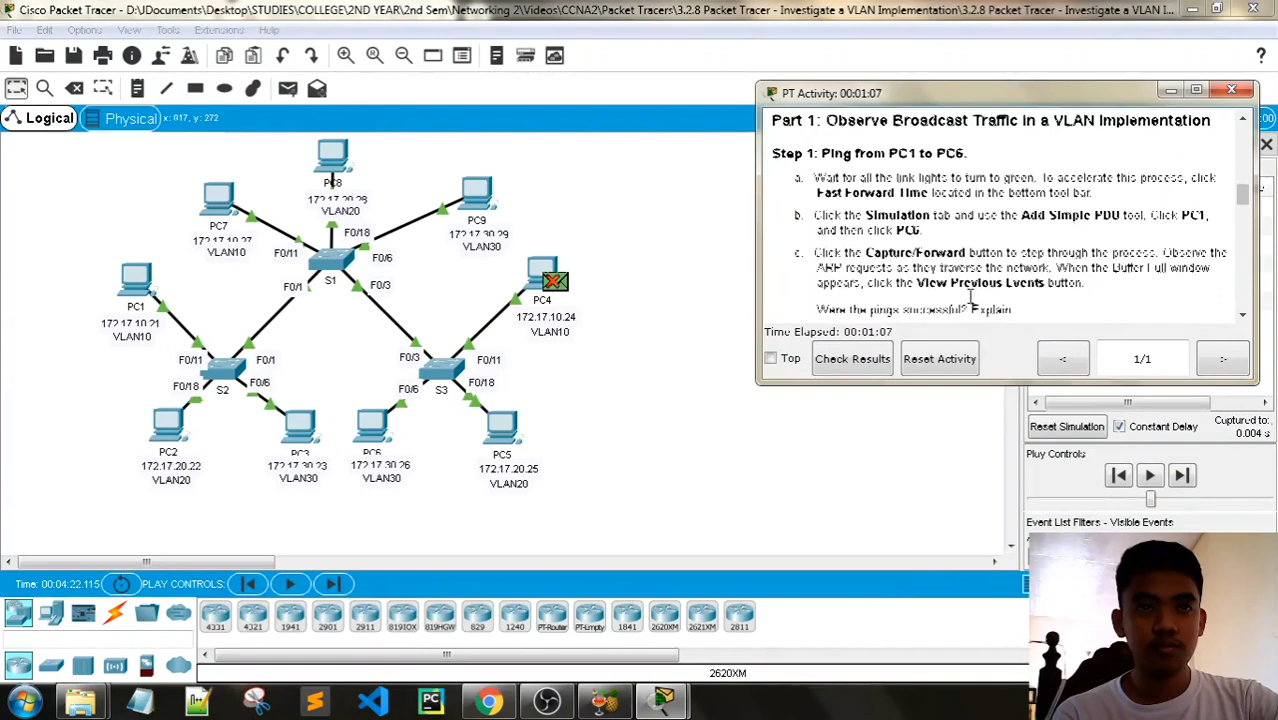 Cisco Packet Tracer - D:\JDocuments\Desktop\STUDIES\COLLEGE\2ND YEAR\2nd Sem\Networking 2\Videos\CCNA2\Packet Tracers\3.2.8 Packet Tracer - Investigate a VLAN Implementation\3.2.8 Packet Tracer - Investigate a VLAN Implementation.1...
File Edit Options View Tools Extensions Help
?
Logical Physical x: 017, y: 272
PT Activity: 00:01:07
Part 1: Observe Broadcast Traffic in a VLAN Implementation
Step 1: Ping from PC1 to PC6.
a. Wait for all the link lights to turn to green. To accelerate this process, click
Fast Forward Time located in the bottom tool bar.
b. Click the Simulation tab and use the Add Simple PDU tool. Click PC1,
and then click PC6.
c. Click the Capture/Forward button to step through the process. Observe the
ARP requests as they traverse the network. When the Buffer Full window
appears, click the View Previous Events button.
Were the pings successful? Explain
Time Elapsed: 00:01:07
Top Check Results Reset Activity < 1/1 >
PC8
172.17.20.28
VLAN20
PC7
172.17.10.27
VLAN10
PC9
172.17.30.29
VLAN30
F0/11 F0/18 F0/6
S1
F0/1 F0/3
PC1
172.17.10.21
VLAN10
PC4
172.17.10.24
VLAN10
F0/11 F0/1 F0/3 F0/11
F0/18 S2 F0/6 F0/6 S3 F0/18
PC2
172.17.20.22
VLAN20
PC3
172.17.30.23
VLAN30
PC6
172.17.30.26
VLAN30
PC5
172.17.20.25
VLAN20
Reset Simulation Constant Delay Captured to:
0.004 s
Play Controls
Event List Filters - Visible Events
Time: 00:04:22.115 PLAY CONTROLS:
4331 4321 1941 2901 2911 819IOX 819HGW 829 1240 PT-Router PT-Empty 1841 2620XM 2621XM 2811
2620XM
PC